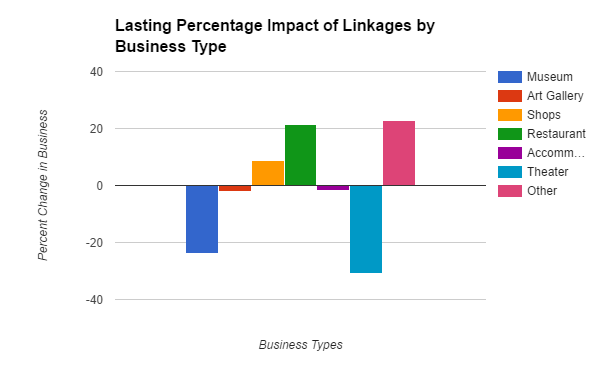 Lasting Percentage Impact of Linkages by
Business Type
40
20
0
-20
-40
Percent Change in Business
Business Types
Museum
Art Gallery
Shops
Restaurant
Accomm…
Theater
Other